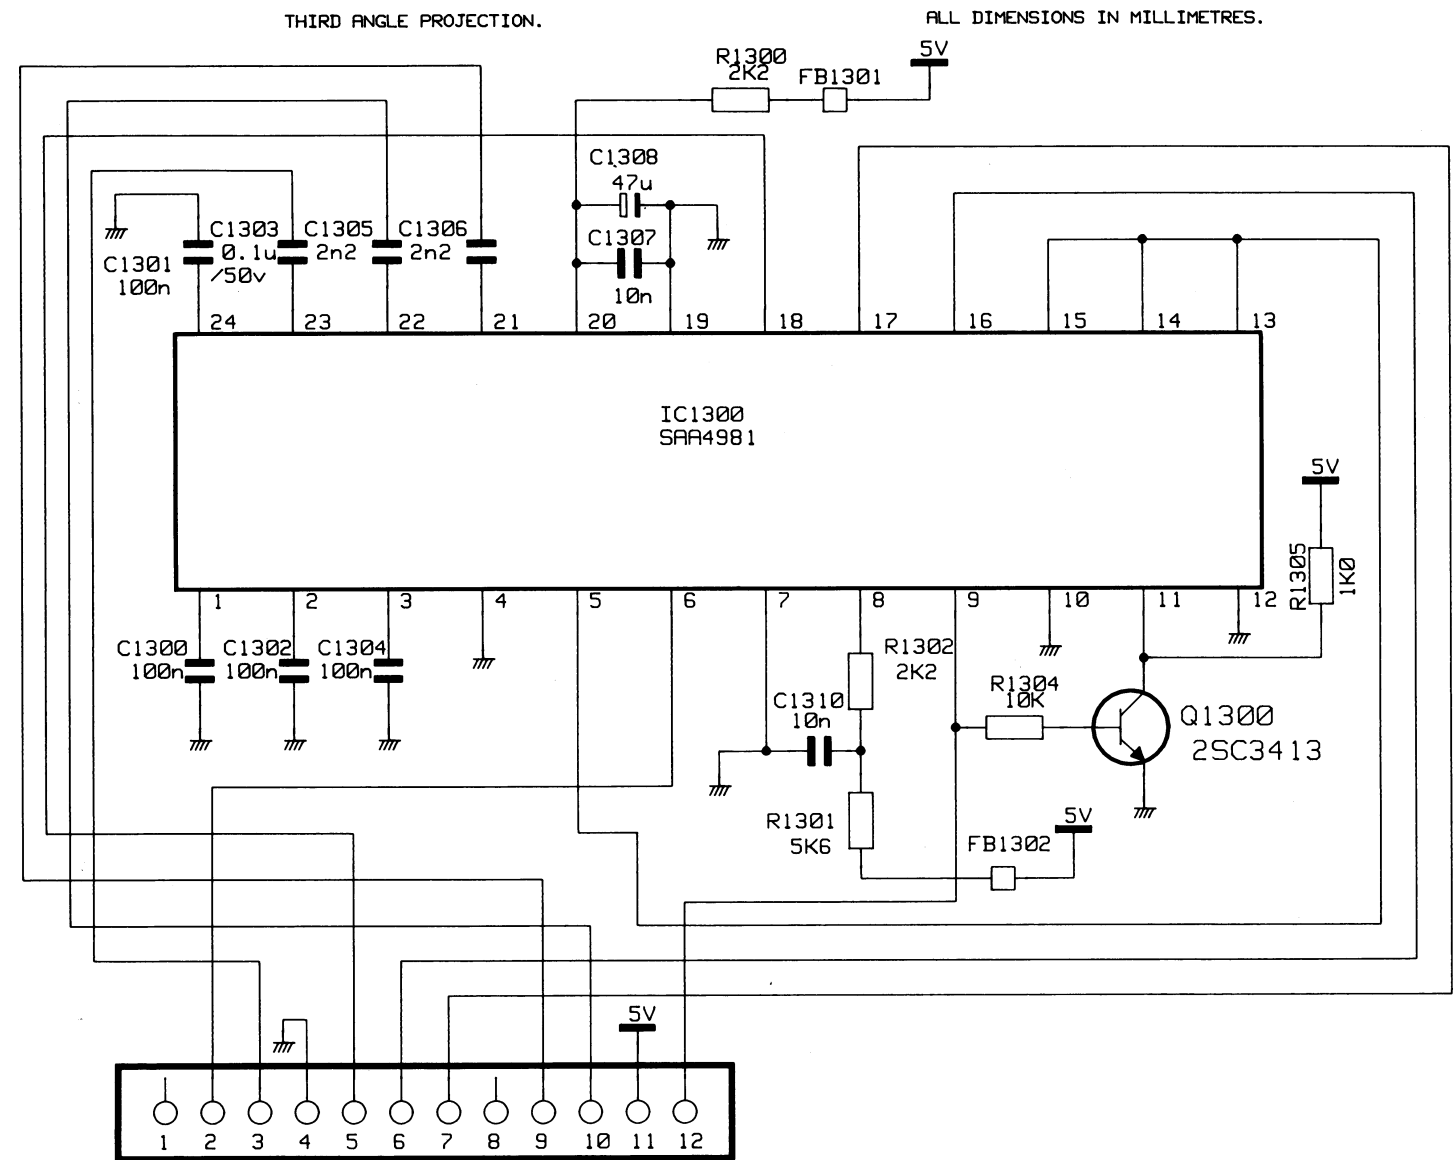 THIRD ANGLE PROJECTION.
ALL DIMENSIONS IN MILLIMETRES.
R1300
2K2
FB1301
5V
C1308
47u
C1307
10n
C1301
100n
C1303
0.1u
/50v
C1305
2n2
C1306
2n2
24 23 22 21 20 19 18 17 16 15 14 13
IC1300
SAA4981
5V
R1305
1K0
1 2 3 4 5 6 7 8 9 10 11 12
C1300
100n
C1302
100n
C1304
100n
R1302
2K2
C1310
10n
R1304
10K
Q1300
2SC3413
R1301
5K6
FB1302
5V
5V
1 2 3 4 5 6 7 8 9 10 11 12